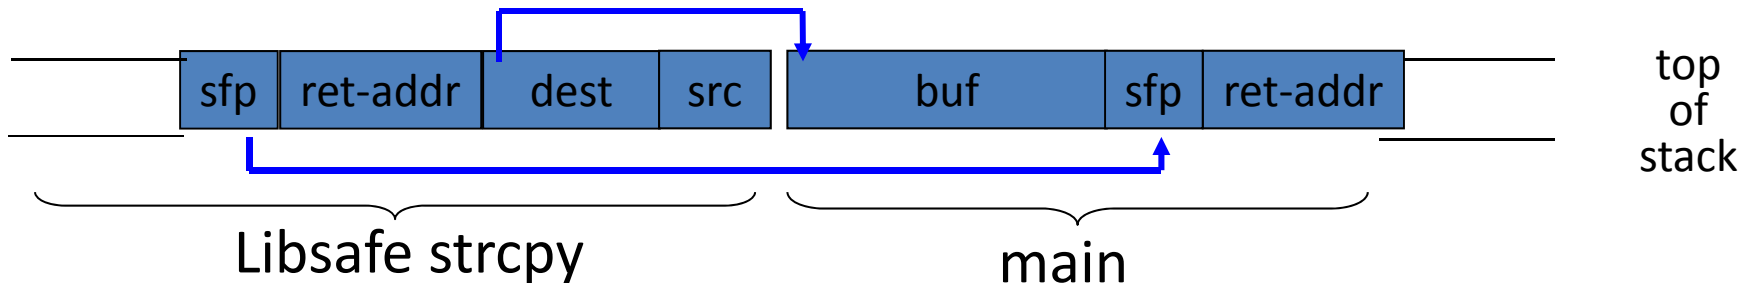 sfp ret-addr dest src buf sfp ret-addr
top
of
stack
Libsafe strcpy
main